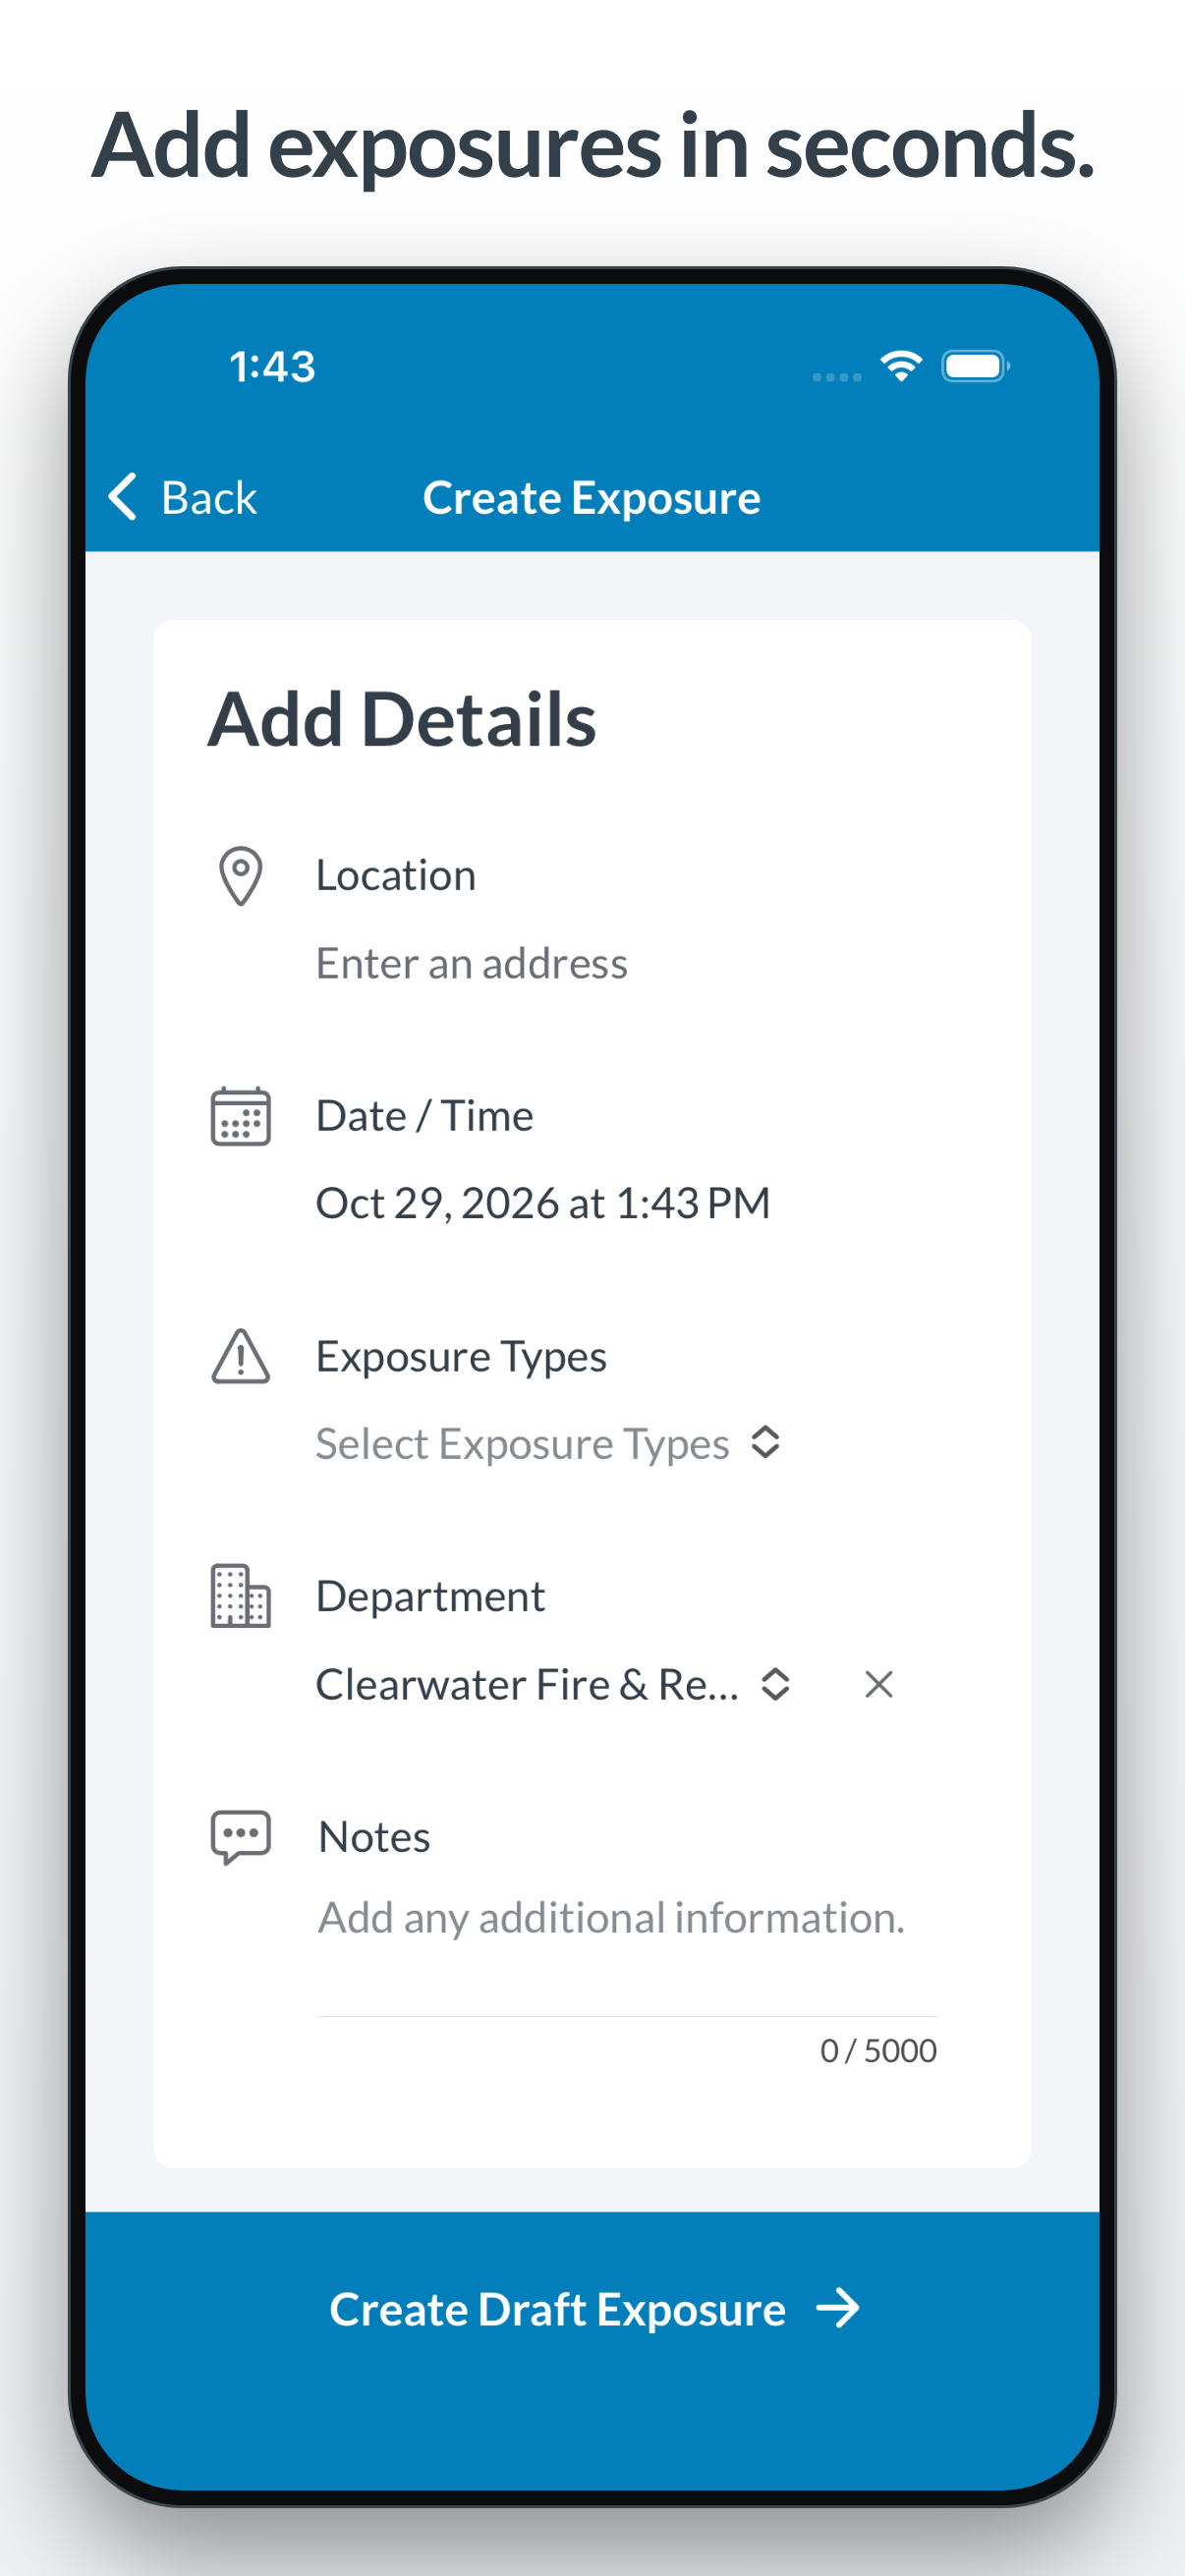 Add exposures in seconds.
1:43
Back
Create Exposure
Add Details
Location
Enter an address
Date / Time
Oct 29, 2026 at 1:43 PM
Exposure Types
Select Exposure Types
Department
Clearwater Fire & Re...
Notes
Add any additional information.
0 / 5000
Create Draft Exposure